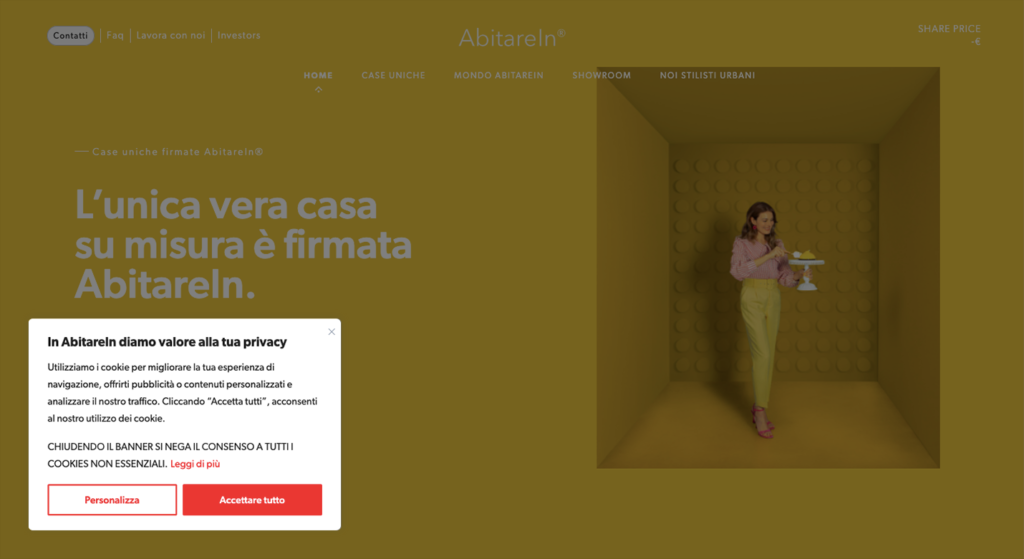 Contatti
Faq
Lavora con noi
Investors
AbitareIn®
SHARE PRICE
-€
HOME
CASE UNICHE
MONDO ABITAREIN
SHOWROOM
NOI STILISTI URBANI
Case uniche firmate AbitareIn®
L’unica vera casa
su misura è firmata
AbitareIn.
In AbitareIn diamo valore alla tua privacy
Utilizziamo i cookie per migliorare la tua esperienza di
navigazione, offrirti pubblicità o contenuti personalizzati e
analizzare il nostro traffico. Cliccando “Accetta tutti”, acconsenti
al nostro utilizzo dei cookie.
CHIUDENDO IL BANNER SI NEGA IL CONSENSO A TUTTI I
COOKIES NON ESSENZIALI. Leggi di più
Personalizza
Accettare tutto